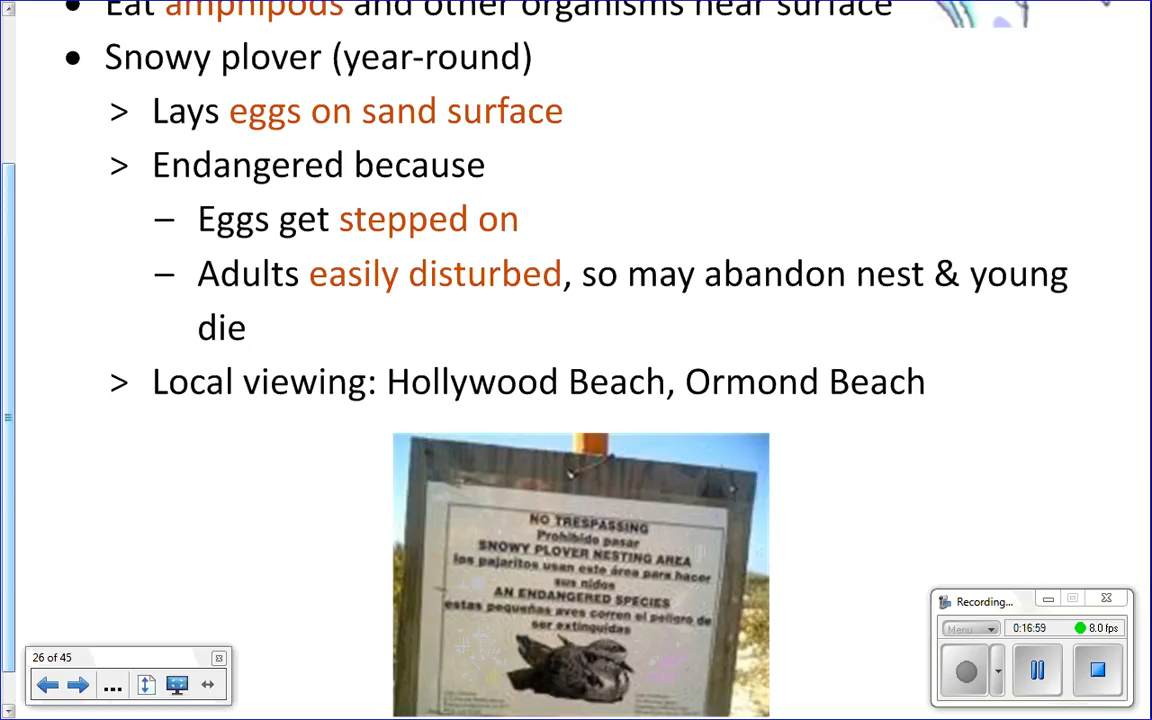 • Eat amphipods and other organisms near surface
• Snowy plover (year-round)
> Lays eggs on sand surface
> Endangered because
– Eggs get stepped on
– Adults easily disturbed, so may abandon nest & young
die
> Local viewing: Hollywood Beach, Ormond Beach
NO TRESPASSING
Prohibido pasar
SNOWY PLOVER NESTING AREA
los pajaritos usan este área para hacer
sus nidos
AN ENDANGERED SPECIES
estas pequeñas aves corren el peligro de
ser extinguidas
Recording...
Menu
0:16:59
8.0 fps
26 of 45
...